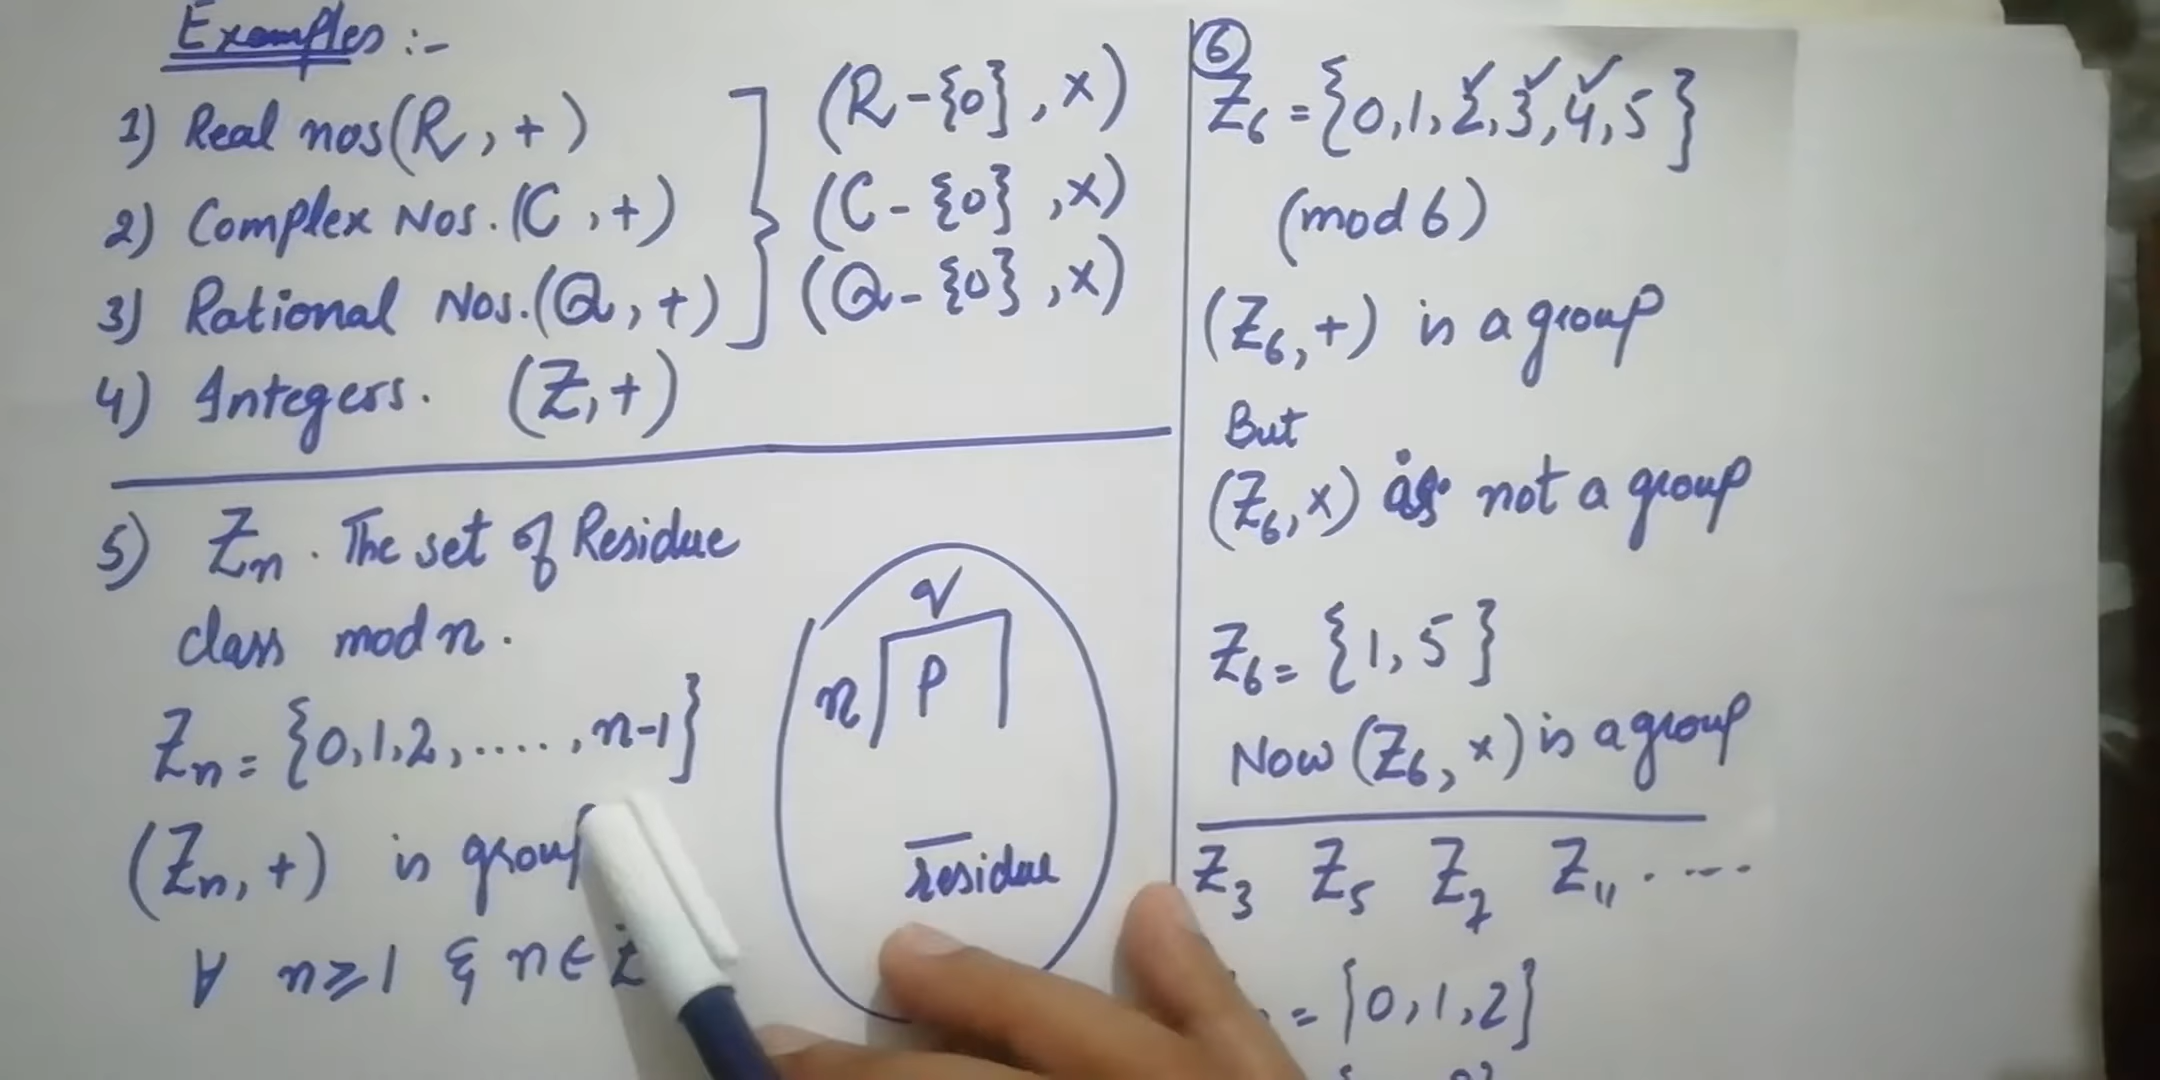 Examples :-
1) Real nos (R, +)
2) Complex Nos. (C, +)
3) Rational Nos. (Q, +)
4) Integers. (Z, +)
(R - {0}, x)
(C - {0}, x)
(Q - {0}, x)
5) Zn. The set of Residue
class mod n.
Zn = {0, 1, 2, ....., n-1}
(Zn, +) is group
∀ n ≥ 1 & n ∈ Z
q
n P
residue
6
Z6 = {0, 1, 2, 3, 4, 5}
(mod 6)
(Z6, +) is a group
But
(Z6, x) is not a group
Z6 = {1, 5}
Now (Z6, x) is a group
Z3 Z5 Z7 Z11 ....
= {0, 1, 2}